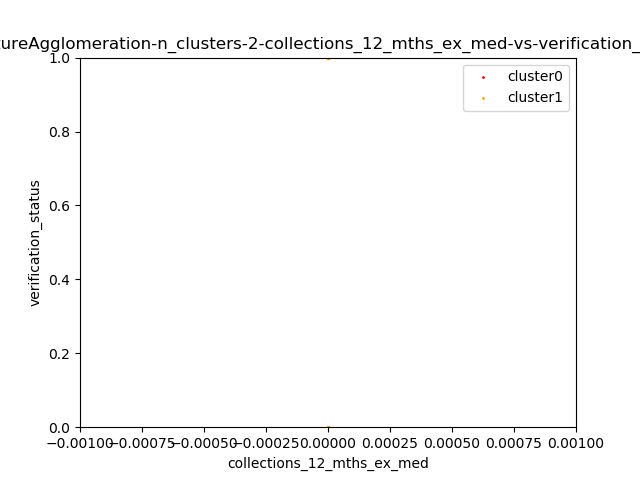 tureAgglomeration-n_clusters-2-collections_12_mths_ex_med-vs-verification_
cluster0
cluster1
1.0
0.8
0.6
0.4
0.2
0.0
verification_status
−0.00100 −0.00075 −0.00050 −0.00025 0.00000 0.00025 0.00050 0.00075 0.00100
collections_12_mths_ex_med